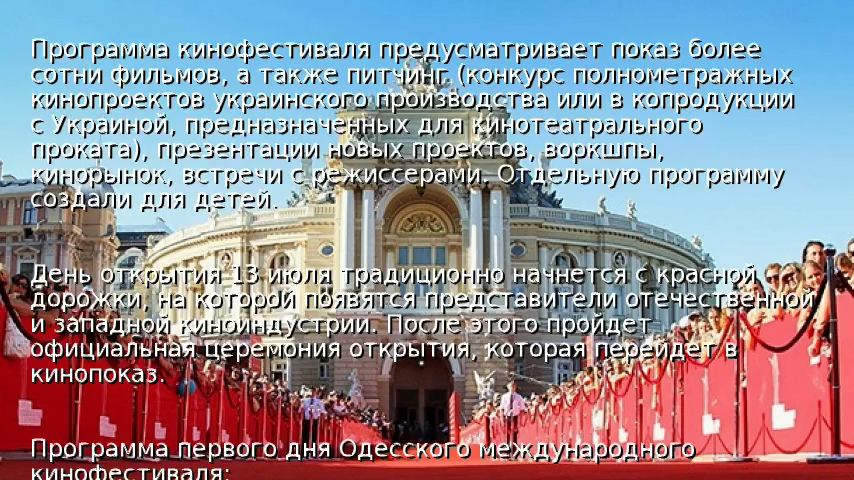 Программа кинофестиваля предусматривает показ более
сотни фильмов, а также питчинг (конкурс полнометражных
кинопроектов украинского производства или в копродукции
с Украиной, предназначенных для кинотеатрального
проката), презентации новых проектов, воркшпы,
кинорынок, встречи с режиссерами. Отдельную программу
создали для детей.
День открытия 13 июля традиционно начнется с красной
дорожки, на которой появятся представители отечественной
и западной киноиндустрии. После этого пройдет
официальная церемония открытия, которая перейдет в
кинопоказ.
Программа первого дня Одесского международного
кинофестиваля: